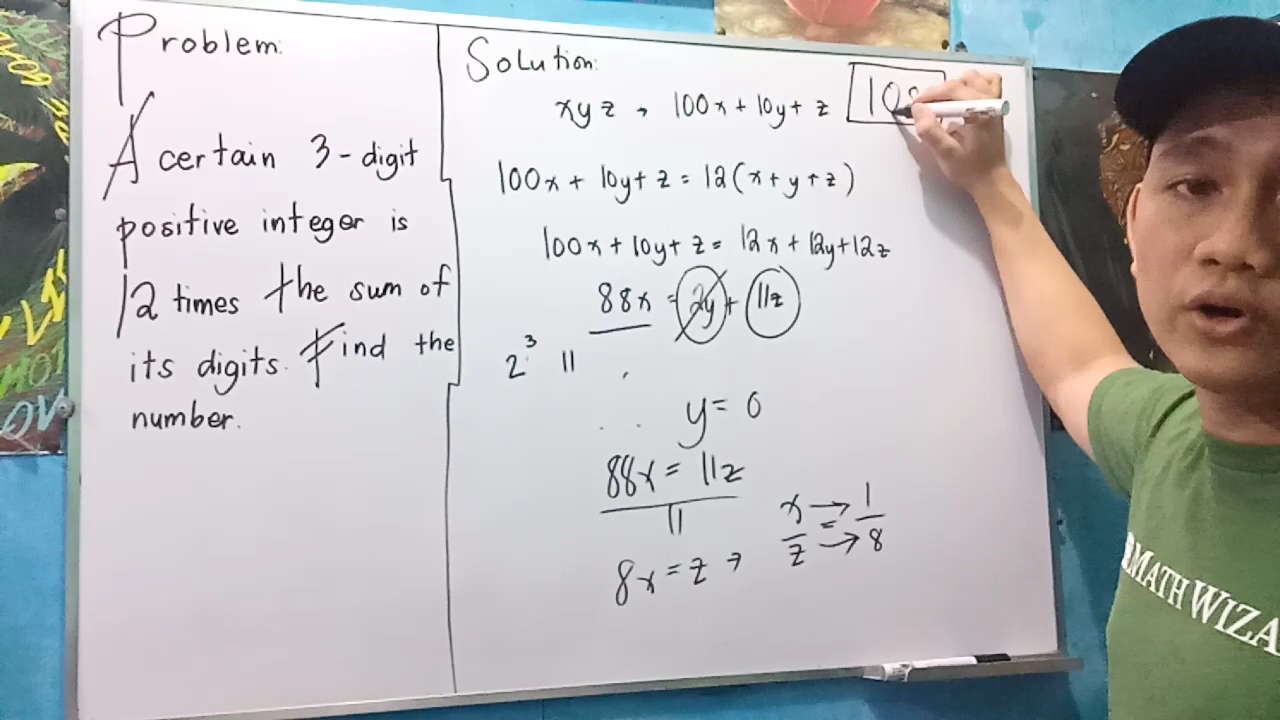 Problem:
A certain 3-digit
positive integer is
12 times the sum of
its digits. Find the
number.
Solution:
xyz → 100x + 10y + z
108
100x + 10y + z = 12(x + y + z)
100x + 10y + z = 12x + 12y + 12z
88x = 2y + 11z
2³ 11
y = 0
88x = 11z
11
8x = z → x/z = 1/8
MATH WIZA